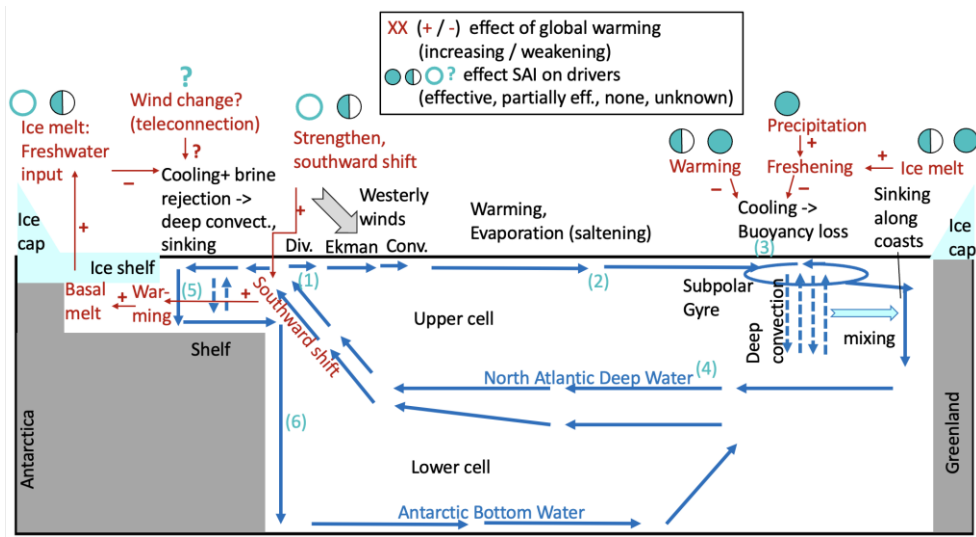 XX (+ / -) effect of global warming
(increasing / weakening)
? effect SAI on drivers
(effective, partially eff., none, unknown)
?
Wind change?
(teleconnection)
?
Ice melt:
Freshwater
input
–
Cooling+ brine
rejection ->
deep convect.,
sinking
Strengthen,
southward shift
+
Westerly
winds
Div. Ekman Conv.
Warming,
Evaporation (saltening)
Precipitation
+
Warming
Freshening
+
Ice melt
–
–
Cooling ->
Buoyancy loss
Sinking
along
coasts
Ice
cap
Ice
cap
+
Ice shelf
Basal
melt
+
War-
ming
+
(5)
(1)
(2)
(3)
Southward shift
Shelf
Upper cell
Subpolar
Gyre
Deep
convection
mixing
North Atlantic Deep Water
(4)
(6)
Lower cell
Antarctic Bottom Water
Antarctica
Greenland